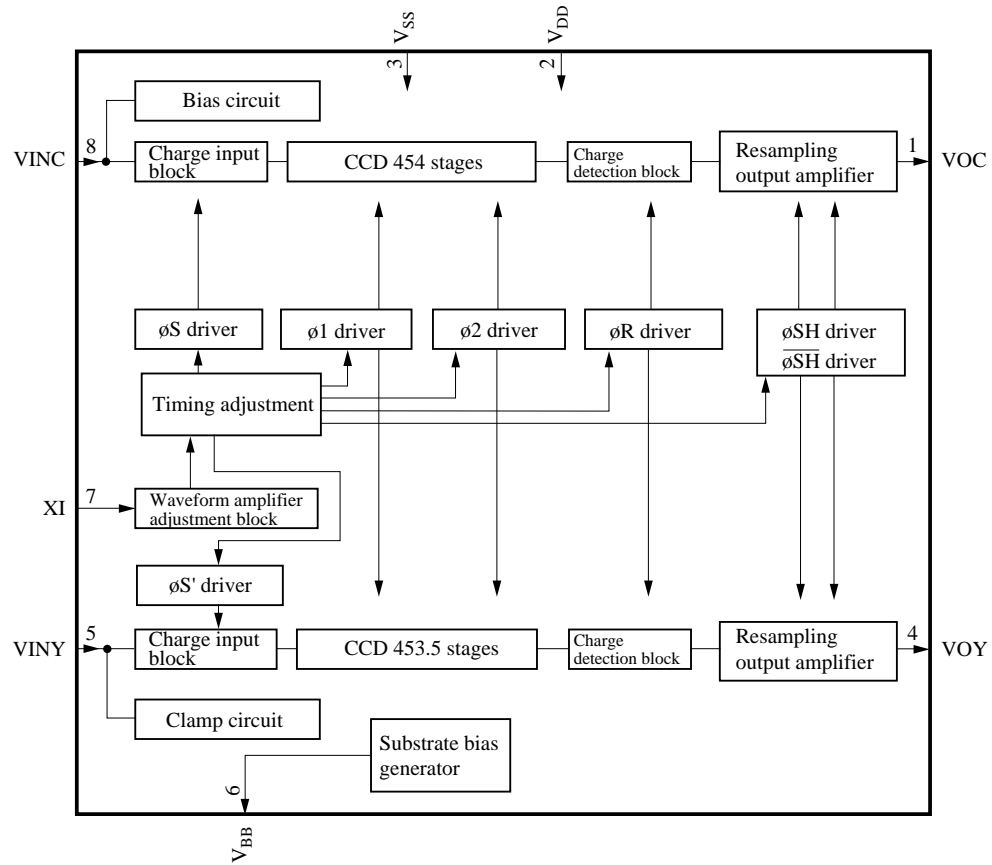 VSS
VDD
3
2
Bias circuit
VINC
8
Charge input
block
CCD 454 stages
Charge
detection block
Resampling
output amplifier
1
VOC
øS driver
ø1 driver
ø2 driver
øR driver
øSH driver
øSH driver
Timing adjustment
XI
7
Waveform amplifier
adjustment block
øS' driver
VINY
5
Charge input
block
CCD 453.5 stages
Charge
detection block
Resampling
output amplifier
4
VOY
Clamp circuit
Substrate bias
generator
6
VBB